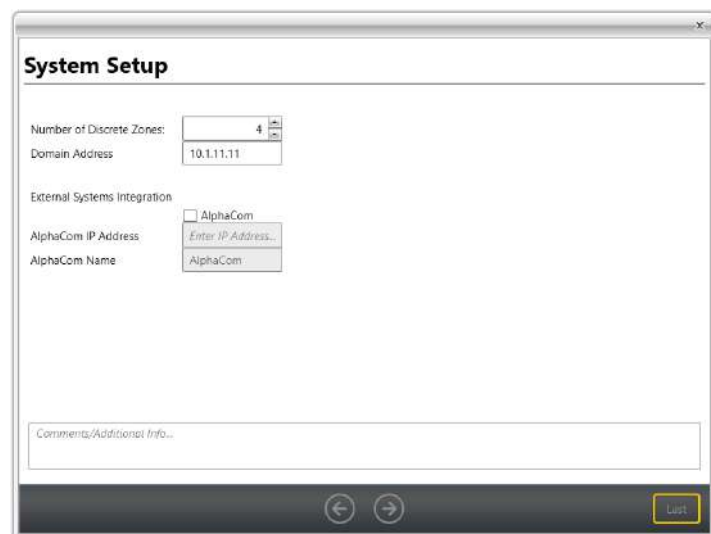 x
System Setup
Number of Discrete Zones: 4
Domain Address 10.1.11.11
External Systems Integration
AlphaCom
AlphaCom IP Address Enter IP Address...
AlphaCom Name AlphaCom
Comments/Additional Info...
Last